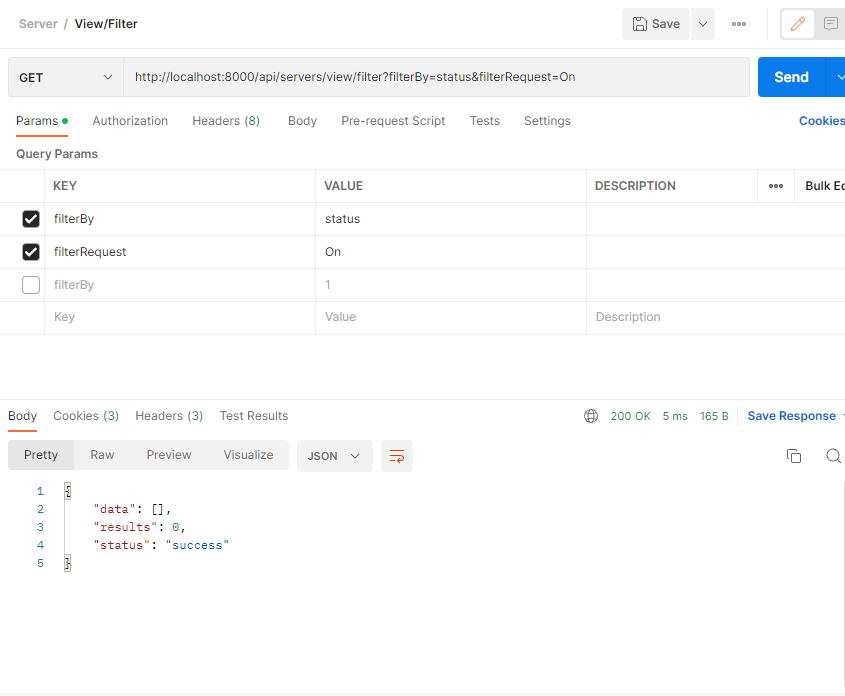 Server / View/Filter
Save
GET
http://localhost:8000/api/servers/view/filter?filterBy=status&filterRequest=On
Send
Params Authorization Headers (8) Body Pre-request Script Tests Settings Cookies
Query Params
KEY VALUE DESCRIPTION Bulk Ed
filterBy status
filterRequest On
filterBy 1
Key Value Description
Body Cookies (3) Headers (3) Test Results 200 OK 5 ms 165 B Save Response
Pretty Raw Preview Visualize JSON
1 {
2 "data": [],
3 "results": 0,
4 "status": "success"
5 }